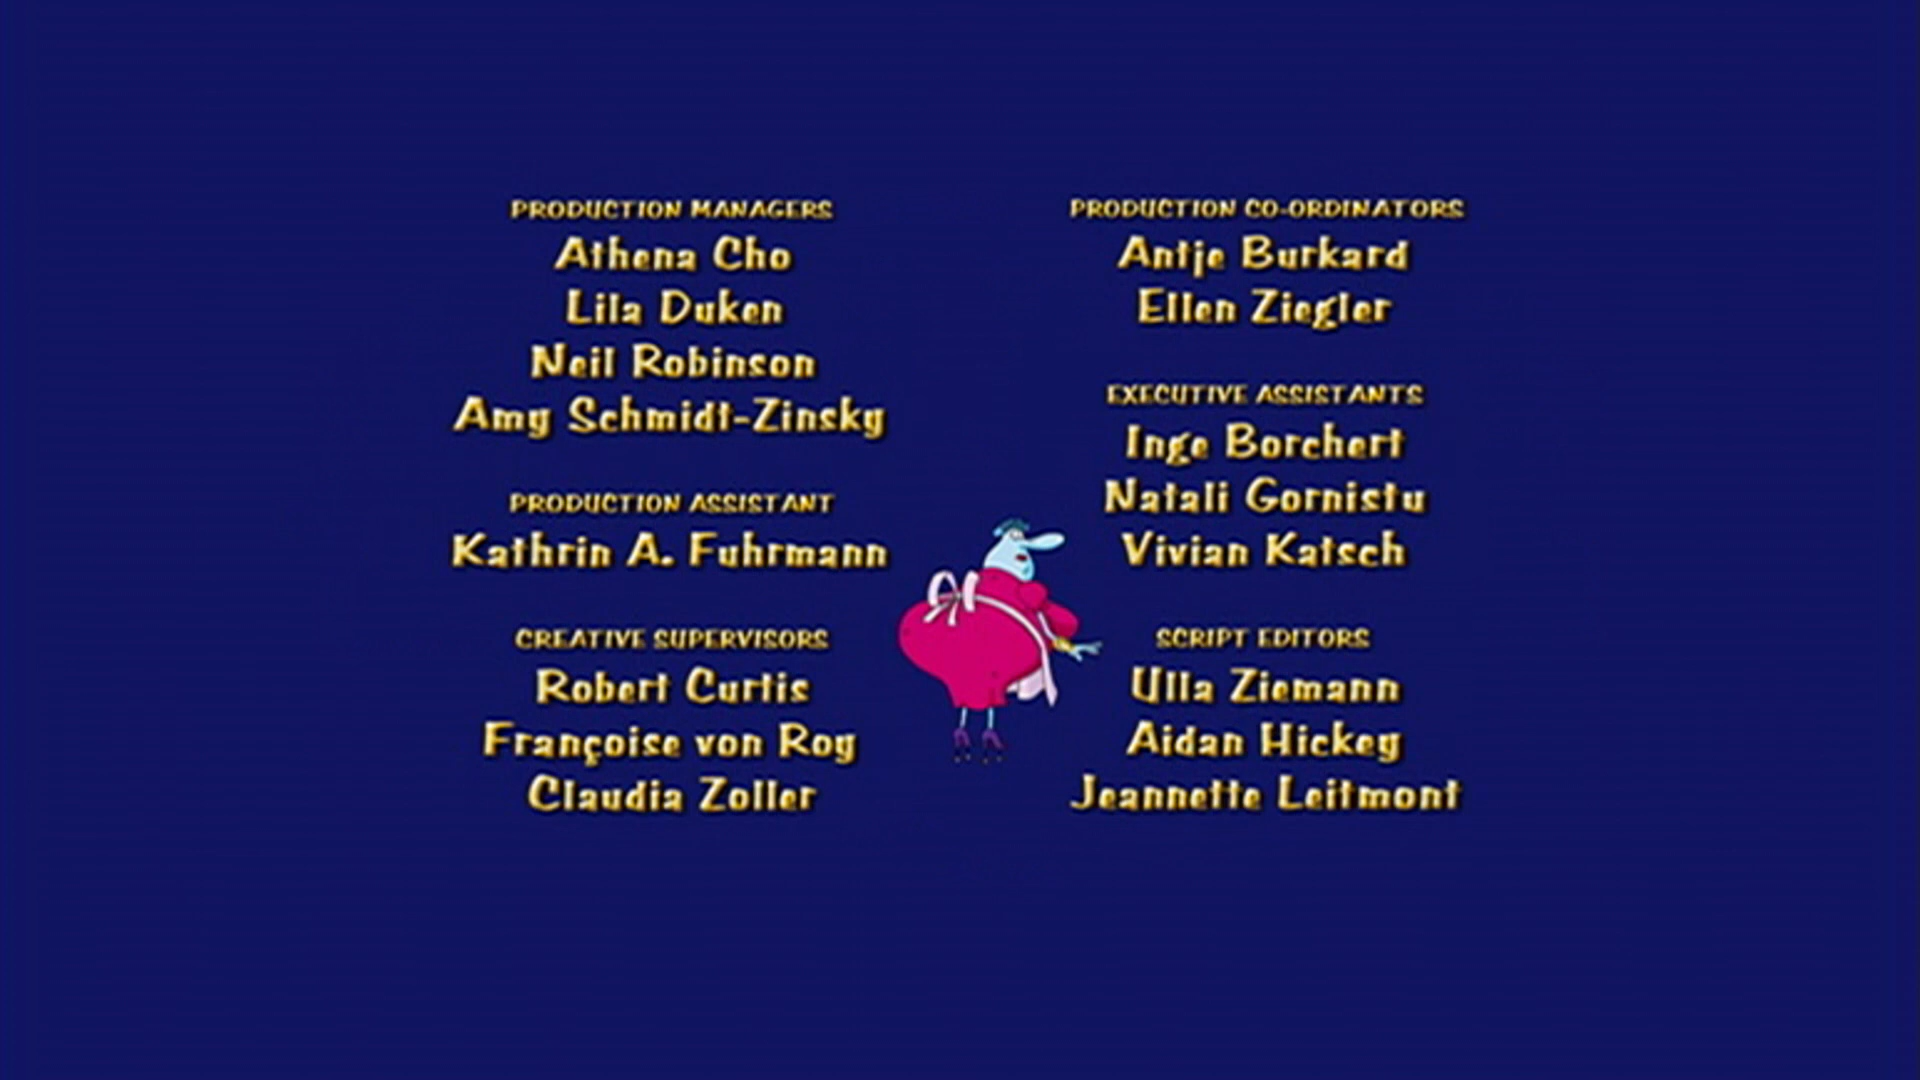 PRODUCTION MANAGERS
Athena Cho
Lila Duken
Neil Robinson
Amy Schmidt-Zinsky
PRODUCTION ASSISTANT
Kathrin A. Fuhrmann
CREATIVE SUPERVISORS
Robert Curtis
Françoise von Roy
Claudia Zoller
PRODUCTION CO-ORDINATORS
Antje Burkard
Ellen Ziegler
EXECUTIVE ASSISTANTS
Inge Borchert
Natali Gornistu
Vivian Katsch
SCRIPT EDITORS
Ulla Ziemann
Aidan Hickey
Jeannette Leitmont